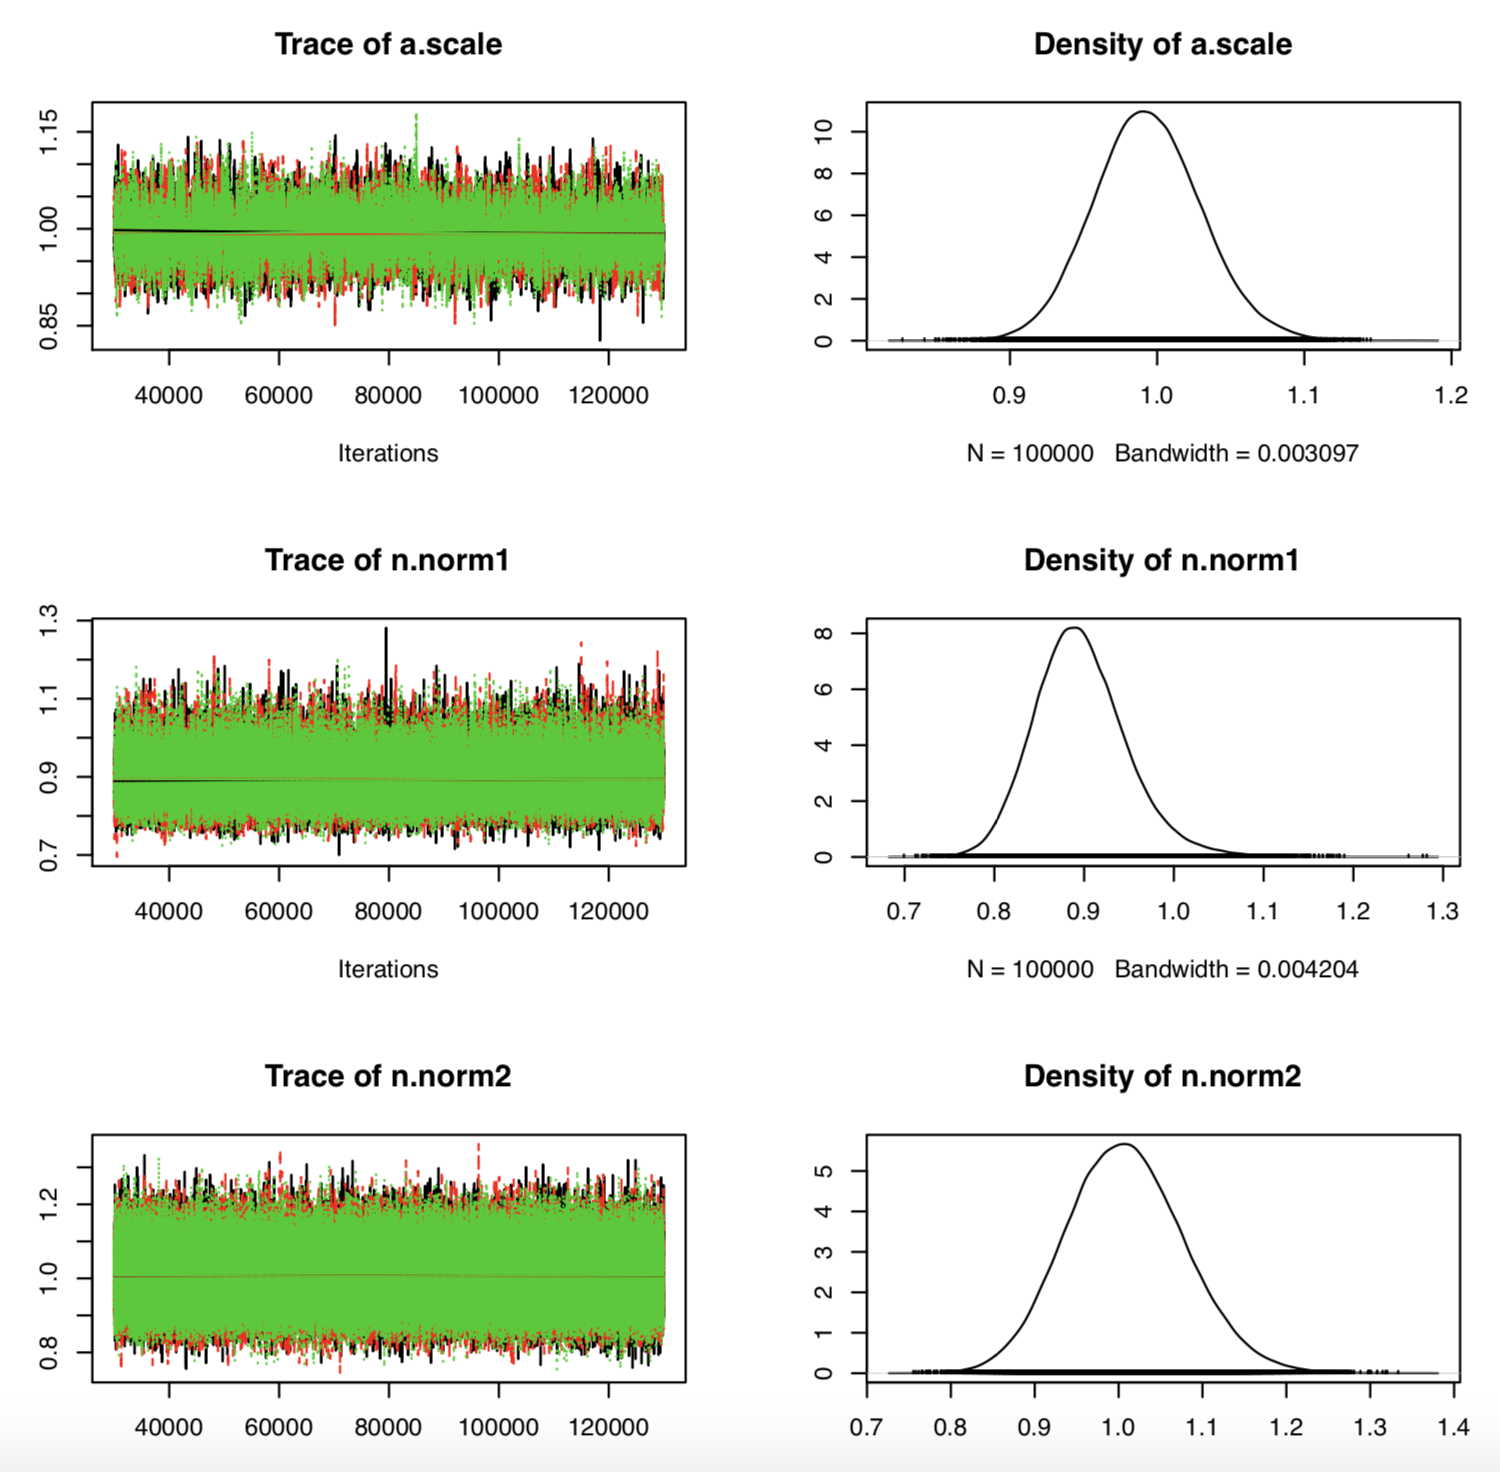 Trace of a.scale
0.85 1.00 1.15
40000 60000 80000 100000 120000
Iterations
Density of a.scale
0 2 4 6 8 10
0.9 1.0 1.1 1.2
N = 100000 Bandwidth = 0.003097
Trace of n.norm1
0.7 0.9 1.1 1.3
40000 60000 80000 100000 120000
Iterations
Density of n.norm1
0 2 4 6 8
0.7 0.8 0.9 1.0 1.1 1.2 1.3
N = 100000 Bandwidth = 0.004204
Trace of n.norm2
0.8 1.0 1.2
40000 60000 80000 100000 120000
Density of n.norm2
0 1 2 3 4 5
0.7 0.8 0.9 1.0 1.1 1.2 1.3 1.4